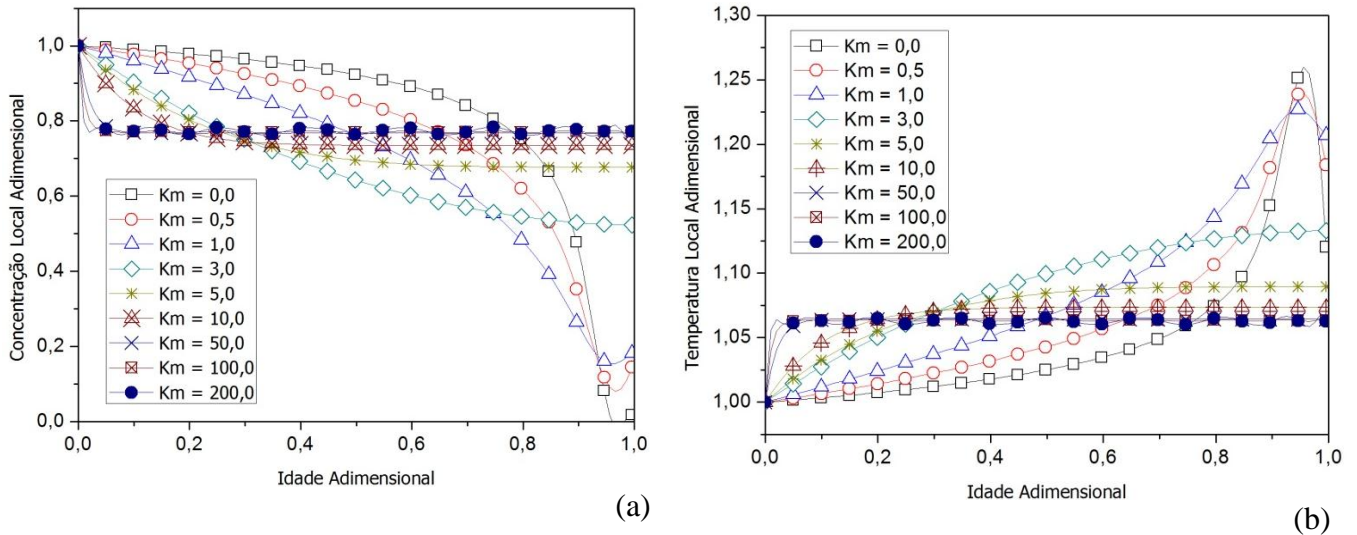 1,0
0,8
0,6
0,4
0,2
0,0
Concentração Local Adimensional
Km = 0,0
Km = 0,5
Km = 1,0
Km = 3,0
Km = 5,0
Km = 10,0
Km = 50,0
Km = 100,0
Km = 200,0
0,0 0,2 0,4 0,6 0,8 1,0
Idade Adimensional
(a)
1,30
1,25
1,20
1,15
1,10
1,05
1,00
Temperatura Local Adimensional
Km = 0,0
Km = 0,5
Km = 1,0
Km = 3,0
Km = 5,0
Km = 10,0
Km = 50,0
Km = 100,0
Km = 200,0
0,0 0,2 0,4 0,6 0,8 1,0
Idade Adimensional
(b)